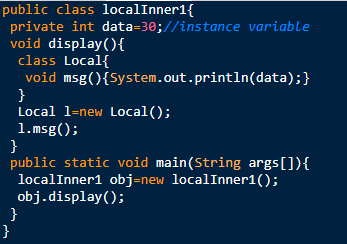 public class localInner1{
 private int data=30;//instance variable
 void display(){
  class Local{
   void msg(){System.out.println(data);}
  }
  Local l=new Local();
  l.msg();
 }
 public static void main(String args[]){
  localInner1 obj=new localInner1();
  obj.display();
 }
}